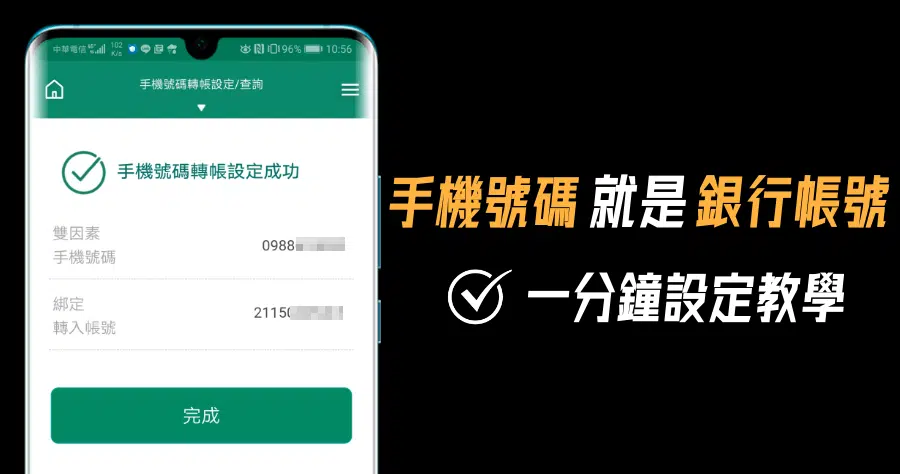 中華電信 102 K/s 96% 10:56
手機號碼轉帳設定/查詢
手機號碼轉帳設定成功
雙因素
手機號碼
0988
綁定
轉入帳號
2115
完成
手機號碼 就是 銀行帳號
一分鐘設定教學